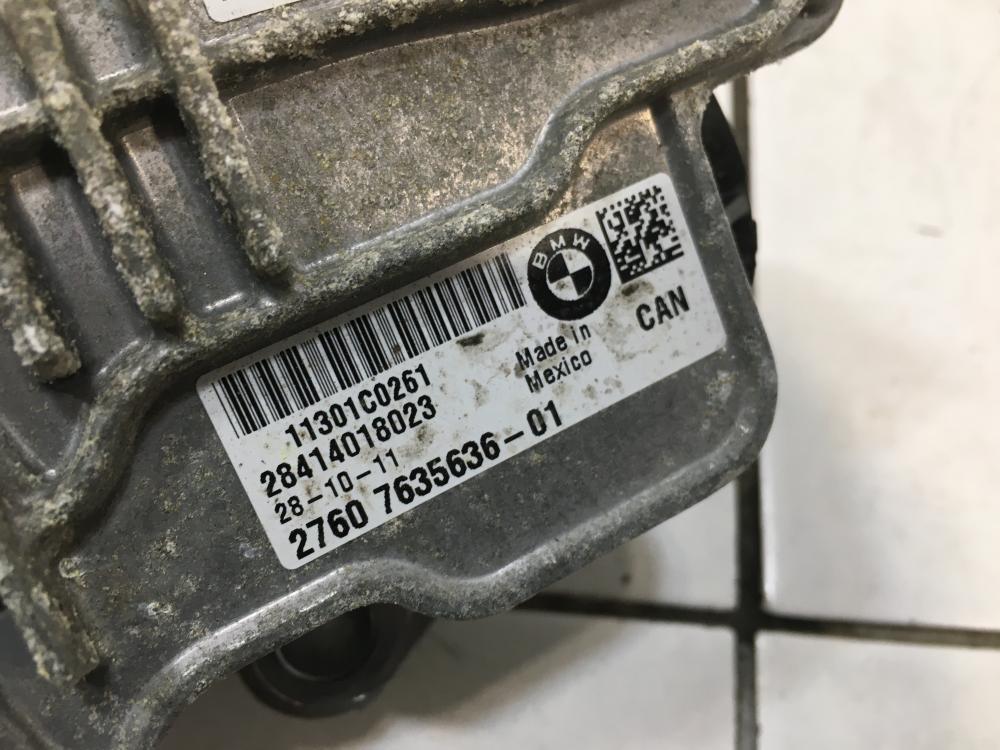 BMW
CAN
Made in
Mexico
11301C0261
28414018023
28-10-11
2760 7635636-01